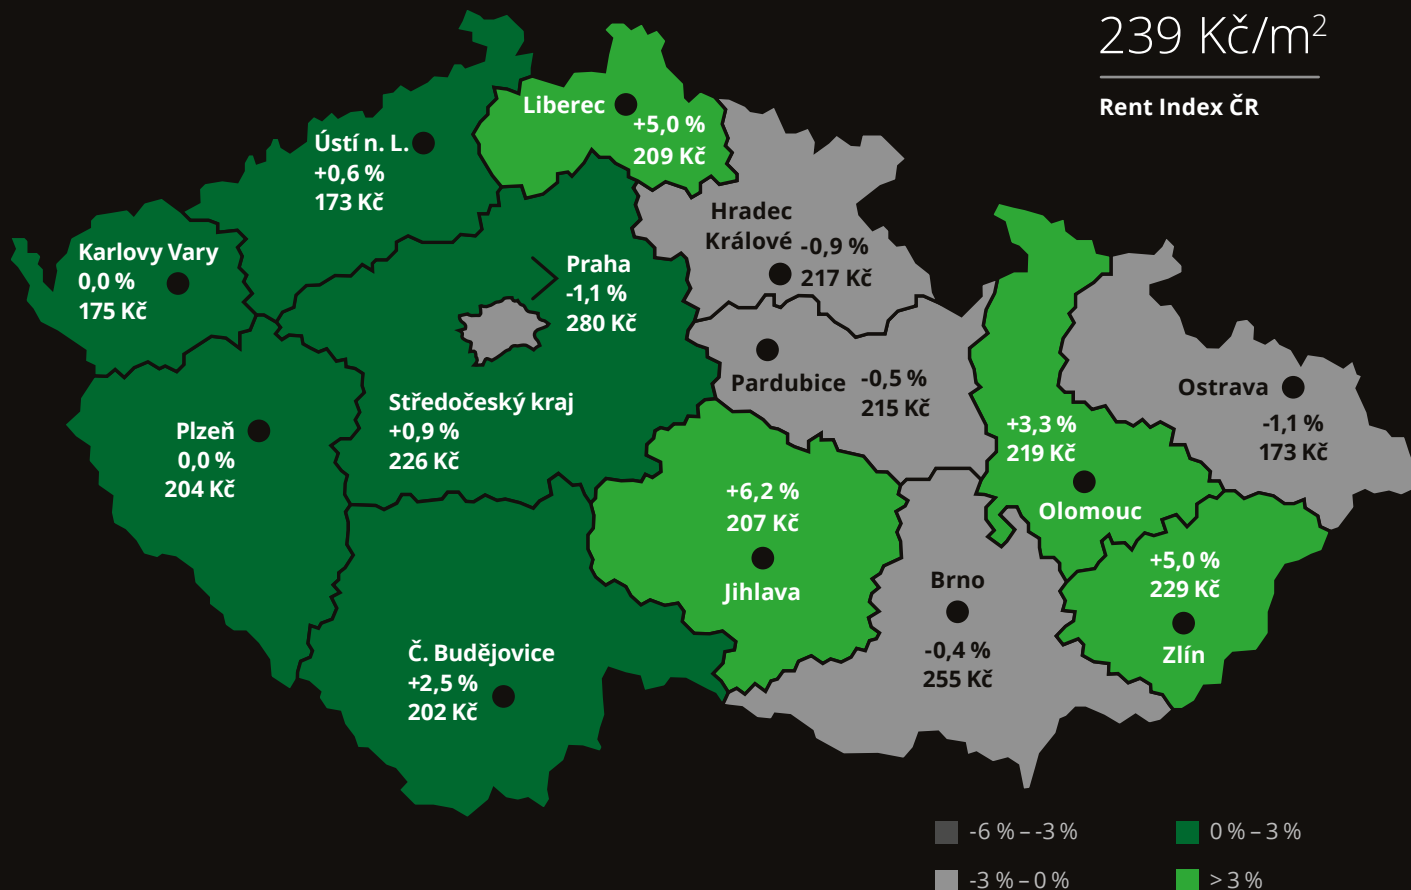 239 Kč/m²
Rent Index ČR
Liberec
+5,0 %
209 Kč
Ústí n. L.
+0,6 %
173 Kč
Karlovy Vary
0,0 %
175 Kč
Hradec
Králové
-0,9 %
217 Kč
Praha
-1,1 %
280 Kč
Pardubice
-0,5 %
215 Kč
Ostrava
-1,1 %
173 Kč
Středočeský kraj
+0,9 %
226 Kč
Plzeň
0,0 %
204 Kč
+3,3 %
219 Kč
Olomouc
+6,2 %
207 Kč
Jihlava
Brno
-0,4 %
255 Kč
+5,0 %
229 Kč
Zlín
Č. Budějovice
+2,5 %
202 Kč
-6 % – -3 %
0 % – 3 %
-3 % – 0 %
> 3 %